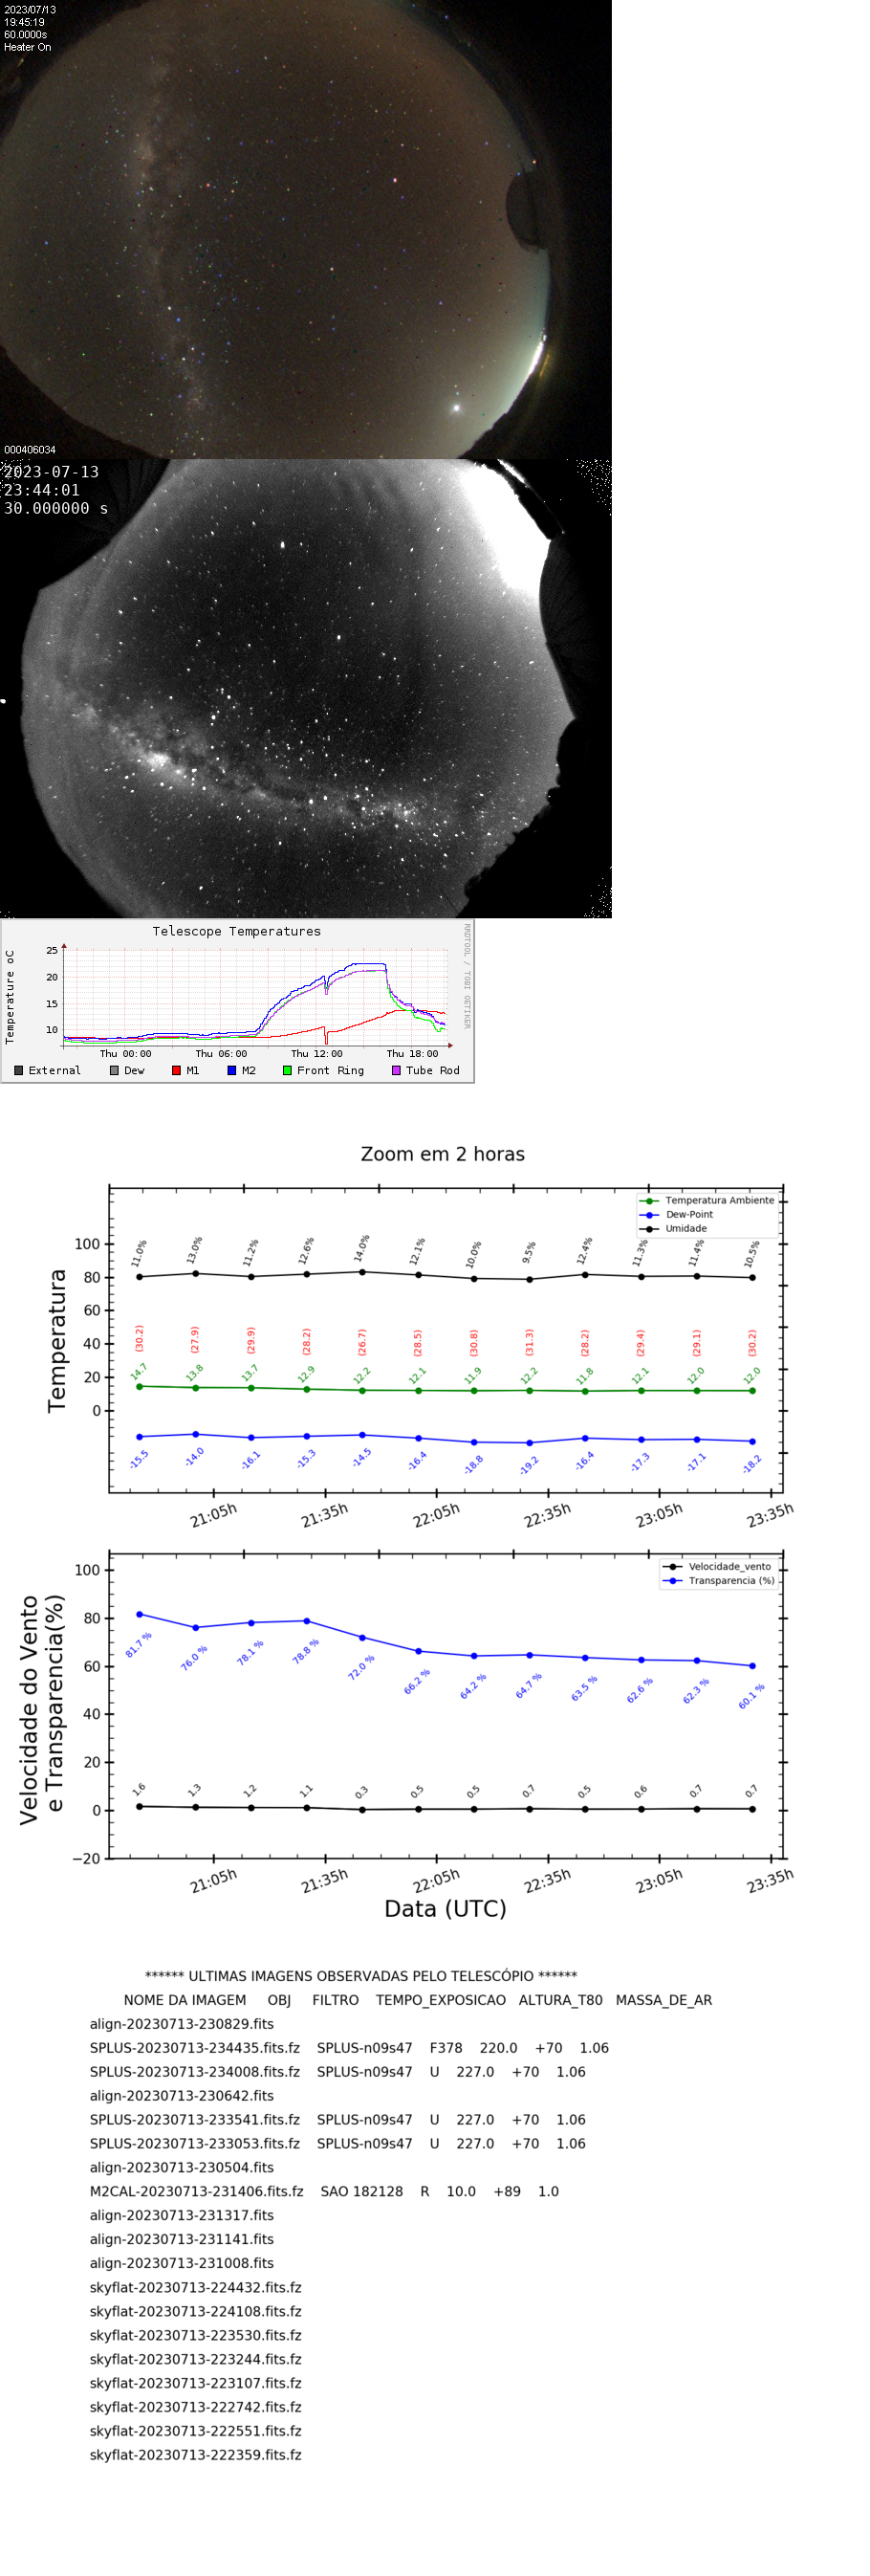 2023/07/13
19:45:19
60.0000s
Heater On
000406034
2023-07-13
23:44:01
30.000000 s
Telescope Temperatures
RRDTOOL / TOBI OETIKER
Temperature oC
25
20
15
10
Thu 00:00 Thu 06:00 Thu 12:00 Thu 18:00
External Dew M1 M2 Front Ring Tube Rod
Zoom em 2 horas
Temperatura Ambiente
Dew-Point
Umidade
Temperatura
100
80
60
40
20
0
11.0% 13.0% 11.2% 12.6% 14.0% 12.1% 10.0% 9.5% 12.4% 11.3% 11.4% 10.5%
(30.2) (27.9) (29.9) (28.2) (26.7) (28.5) (30.8) (31.3) (28.2) (29.4) (29.1) (30.2)
14.7 13.8 13.7 12.9 12.2 12.1 11.9 12.2 11.8 12.1 12.0 12.0
-15.5 -14.0 -16.1 -15.3 -14.5 -16.4 -18.8 -19.2 -16.4 -17.3 -17.1 -18.2
21:05h 21:35h 22:05h 22:35h 23:05h 23:35h
Velocidade_vento
Transparencia (%)
Velocidade do Vento
e Transparencia(%)
100
80
60
40
20
0
−20
81.7 % 76.0 % 78.1 % 78.8 % 72.0 % 66.2 % 64.2 % 64.7 % 63.5 % 62.6 % 62.3 % 60.1 %
1.6 1.3 1.2 1.1 0.3 0.5 0.5 0.7 0.5 0.6 0.7 0.7
21:05h 21:35h 22:05h 22:35h 23:05h 23:35h
Data (UTC)
****** ULTIMAS IMAGENS OBSERVADAS PELO TELESCÓPIO ******
NOME DA IMAGEM OBJ FILTRO TEMPO_EXPOSICAO ALTURA_T80 MASSA_DE_AR
align-20230713-230829.fits
SPLUS-20230713-234435.fits.fz SPLUS-n09s47 F378 220.0 +70 1.06
SPLUS-20230713-234008.fits.fz SPLUS-n09s47 U 227.0 +70 1.06
align-20230713-230642.fits
SPLUS-20230713-233541.fits.fz SPLUS-n09s47 U 227.0 +70 1.06
SPLUS-20230713-233053.fits.fz SPLUS-n09s47 U 227.0 +70 1.06
align-20230713-230504.fits
M2CAL-20230713-231406.fits.fz SAO 182128 R 10.0 +89 1.0
align-20230713-231317.fits
align-20230713-231141.fits
align-20230713-231008.fits
skyflat-20230713-224432.fits.fz
skyflat-20230713-224108.fits.fz
skyflat-20230713-223530.fits.fz
skyflat-20230713-223244.fits.fz
skyflat-20230713-223107.fits.fz
skyflat-20230713-222742.fits.fz
skyflat-20230713-222551.fits.fz
skyflat-20230713-222359.fits.fz